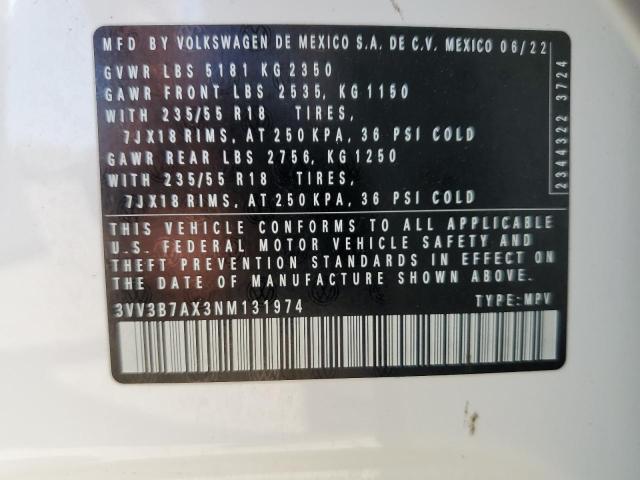 MFD BY VOLKSWAGEN DE MEXICO S.A. DE C.V. MEXICO 06/22
GVWR LBS 5181 KG 2350
GAWR FRONT LBS 2535, KG 1150
WITH 235/55 R18 TIRES,
7JX18 RIMS, AT 250 KPA, 36 PSI COLD
GAWR REAR LBS 2756, KG 1250
WITH 235/55 R18 TIRES,
7JX18 RIMS, AT 250 KPA, 36 PSI COLD
THIS VEHICLE CONFORMS TO ALL APPLICABLE
U.S. FEDERAL MOTOR VEHICLE SAFETY AND
THEFT PREVENTION STANDARDS IN EFFECT ON
THE DATE OF MANUFACTURE SHOWN ABOVE.
3VV3B7AX3NM131974 TYPE: MPV
2344322 3724